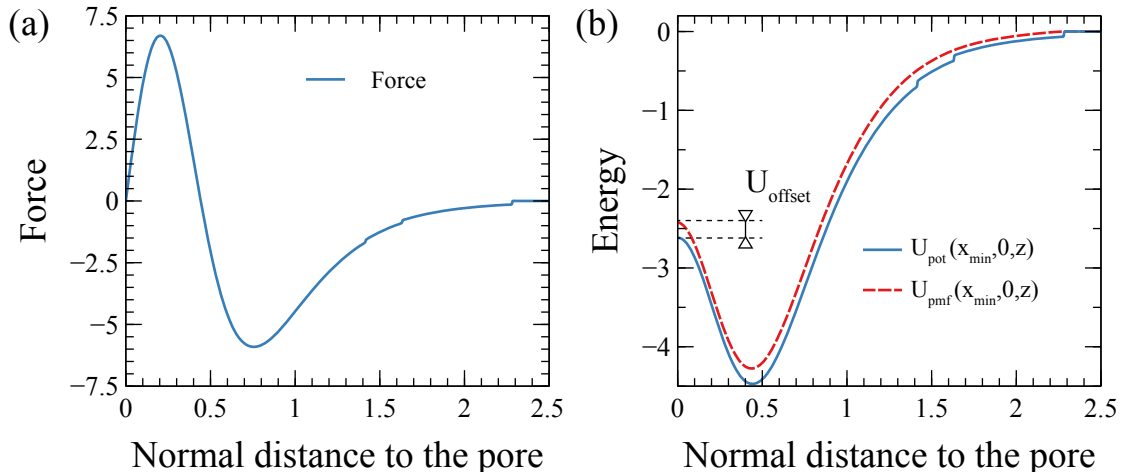 (a)
Force
7.5
5
2.5
0
−2.5
−5
−7.5
Force
0
0.5
1
1.5
2
2.5
Normal distance to the pore
(b)
Energy
0
−1
−2
−3
−4
U_offset
U_pot(x_min,0,z)
U_pmf(x_min,0,z)
0
0.5
1
1.5
2
2.5
Normal distance to the pore